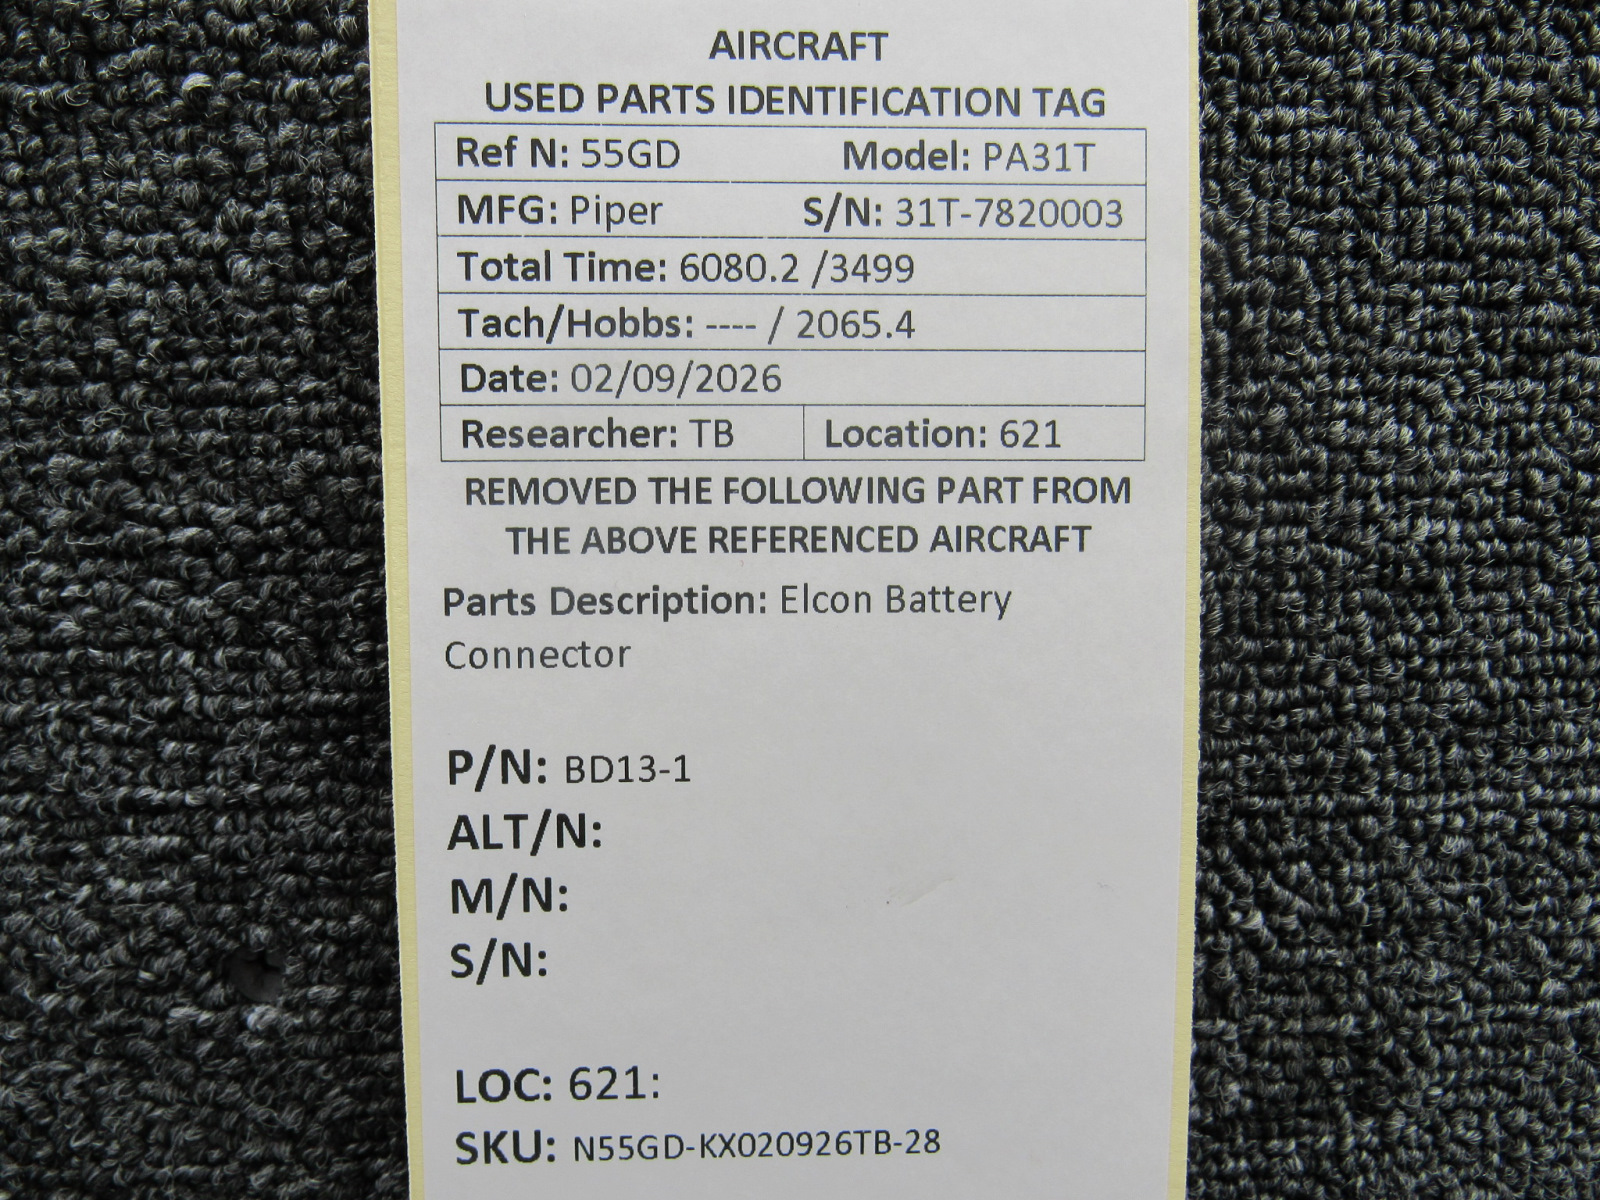 AIRCRAFT
USED PARTS IDENTIFICATION TAG
Ref N: 55GD Model: PA31T
MFG: Piper S/N: 31T-7820003
Total Time: 6080.2 /3499
Tach/Hobbs: ---- / 2065.4
Date: 02/09/2026
Researcher: TB Location: 621
REMOVED THE FOLLOWING PART FROM
THE ABOVE REFERENCED AIRCRAFT
Parts Description: Elcon Battery
Connector
P/N: BD13-1
ALT/N:
M/N:
S/N:
LOC: 621:
SKU: N55GD-KX020926TB-28